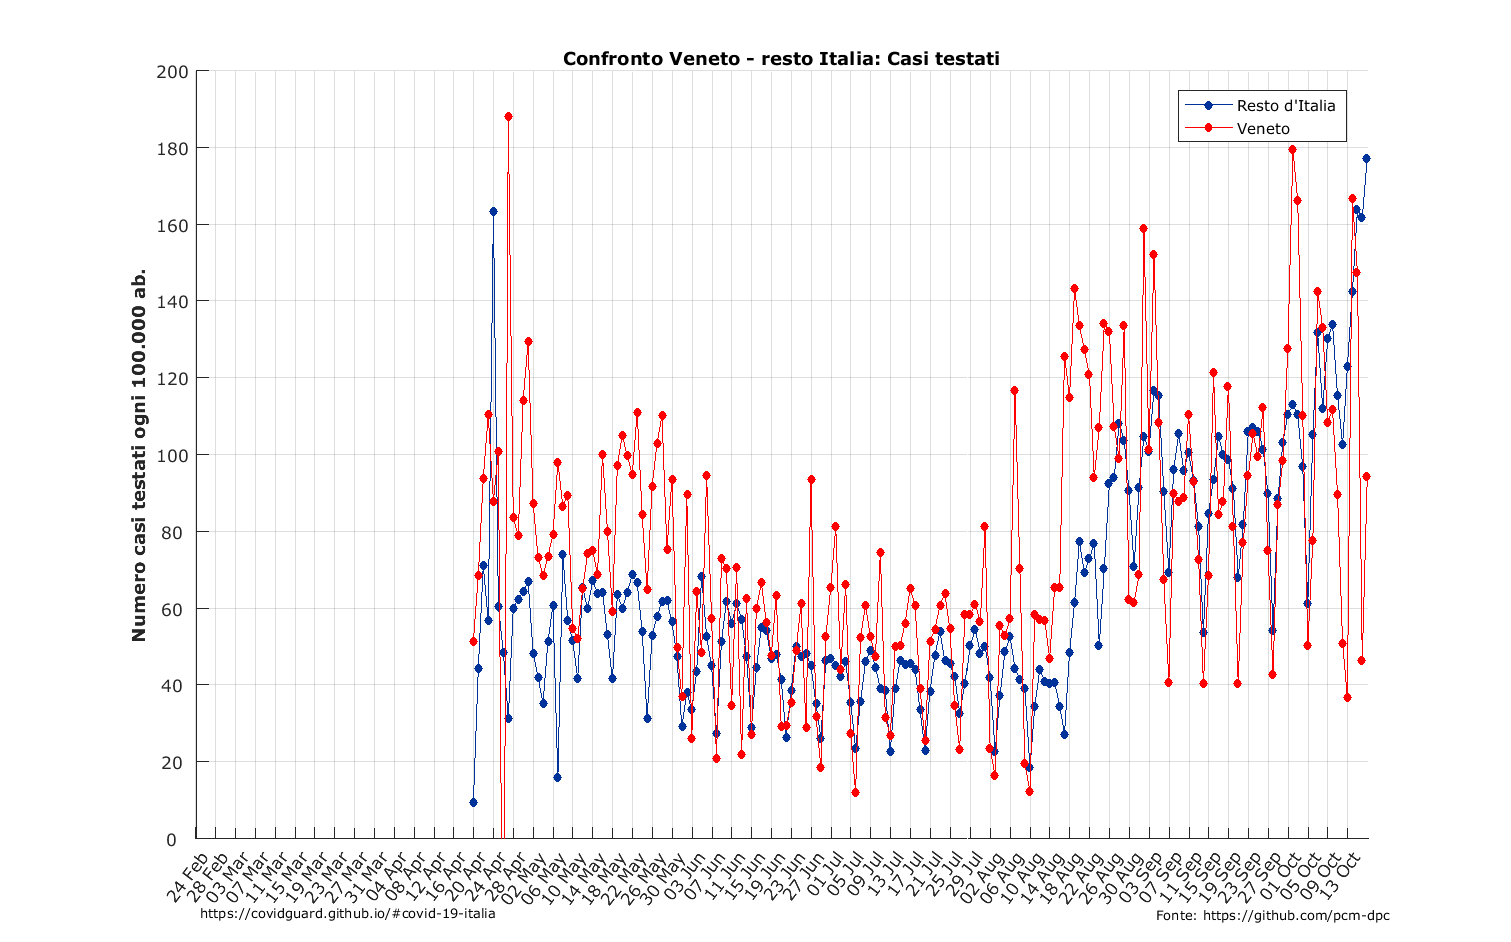 Confronto Veneto - resto Italia: Casi testati
Resto d'Italia
Veneto
Numero casi testati ogni 100.000 ab.
200
180
160
140
120
100
80
60
40
20
0
24 Feb
28 Feb
03 Mar
07 Mar
11 Mar
15 Mar
19 Mar
23 Mar
27 Mar
31 Mar
04 Apr
08 Apr
12 Apr
16 Apr
20 Apr
24 Apr
28 Apr
02 May
06 May
10 May
14 May
18 May
22 May
26 May
30 May
03 Jun
07 Jun
11 Jun
15 Jun
19 Jun
23 Jun
27 Jun
01 Jul
05 Jul
09 Jul
13 Jul
17 Jul
21 Jul
25 Jul
29 Jul
02 Aug
06 Aug
10 Aug
14 Aug
18 Aug
22 Aug
26 Aug
30 Aug
03 Sep
07 Sep
11 Sep
15 Sep
19 Sep
23 Sep
27 Sep
01 Oct
05 Oct
09 Oct
13 Oct
https://covidguard.github.io/#covid-19-italia
Fonte: https://github.com/pcm-dpc